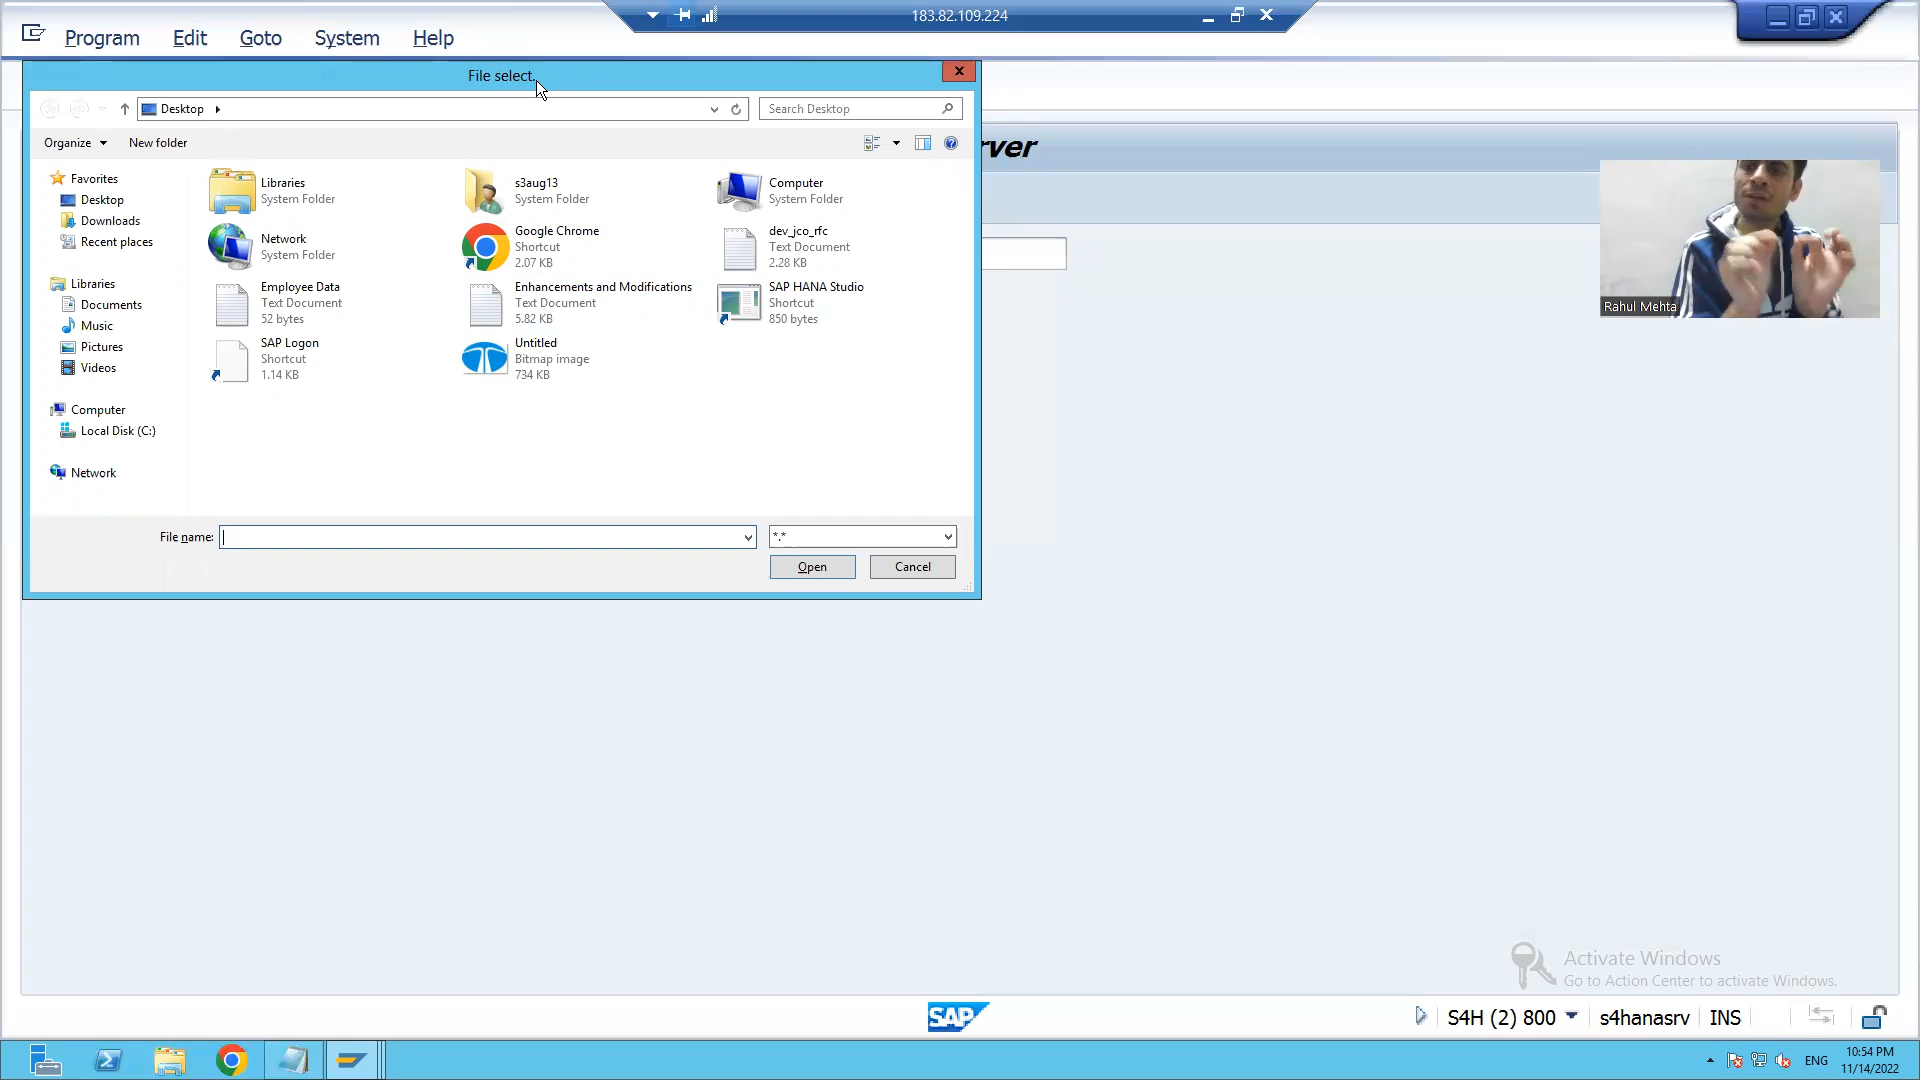 183.82.109.224
Program Edit Goto System Help
File select.
Desktop
Search Desktop
Organize New folder
rver
Favorites
Desktop
Downloads
Recent places
Libraries
Documents
Music
Pictures
Videos
Computer
Local Disk (C:)
Network
Libraries
System Folder
s3aug13
System Folder
Computer
System Folder
Network
System Folder
Google Chrome
Shortcut
2.07 KB
dev_jco_rfc
Text Document
2.28 KB
Employee Data
Text Document
52 bytes
Enhancements and Modifications
Text Document
5.82 KB
SAP HANA Studio
Shortcut
850 bytes
SAP Logon
Shortcut
1.14 KB
Untitled
Bitmap image
734 KB
File name:
*.*
Open Cancel
Rahul Mehta
Activate Windows
Go to Action Center to activate Windows.
SAP
S4H (2) 800 s4hanasrv INS
ENG
10:54 PM
11/14/2022